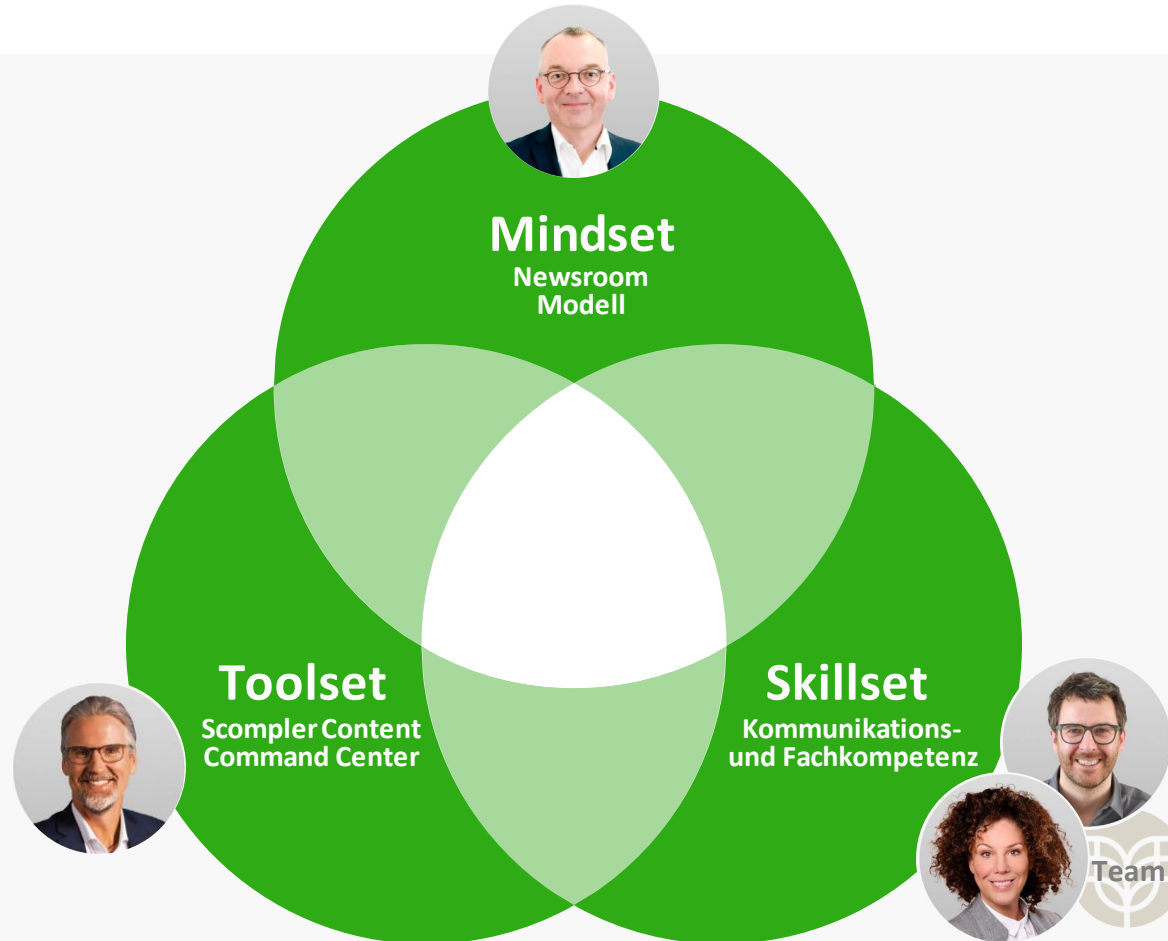 Mindset
Newsroom
Modell
Toolset
Scompler Content
Command Center
Skillset
Kommunikations-
und Fachkompetenz
Team